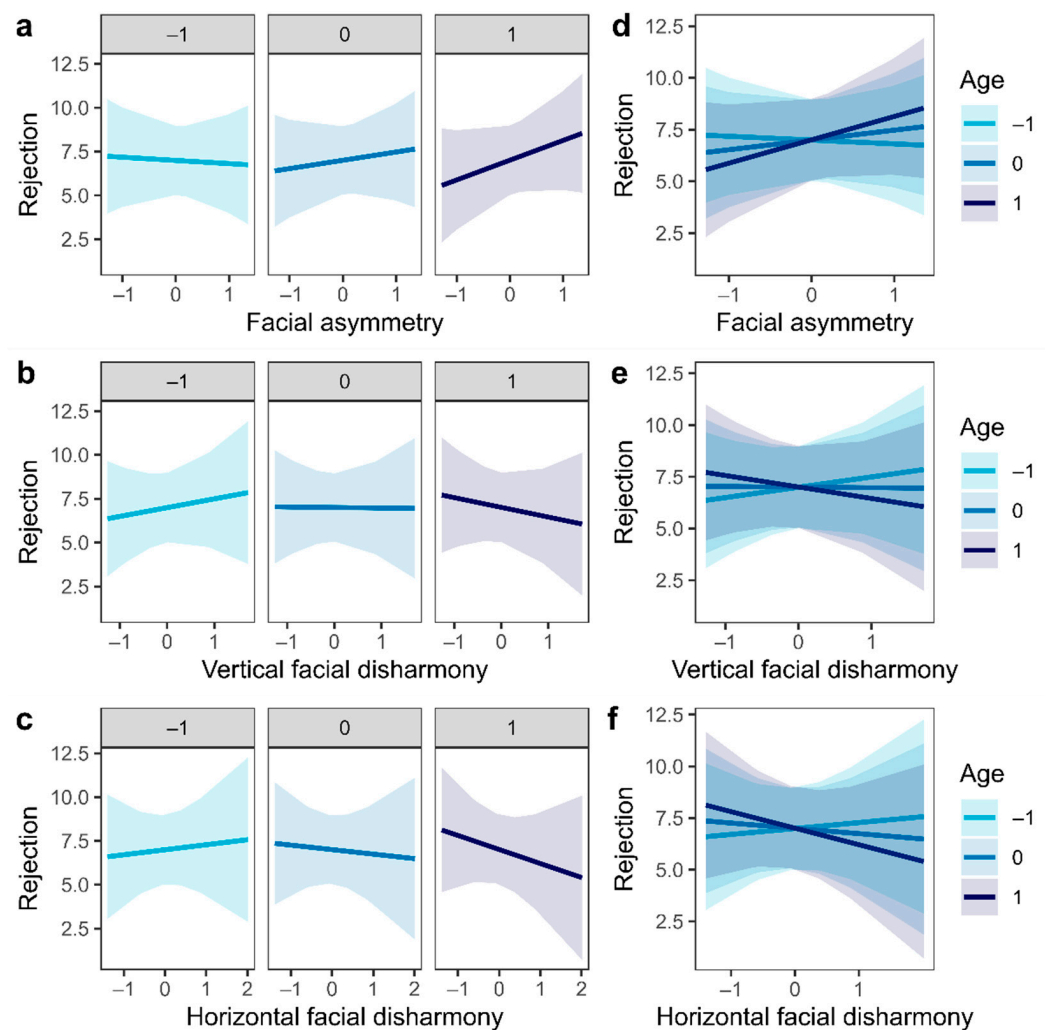 a
−1 0 1
12.5
10.0
7.5
5.0
2.5
Rejection
−1 0 1 −1 0 1 −1 0 1
Facial asymmetry
d
12.5
10.0
7.5
5.0
2.5
Rejection
−1 0 1
Facial asymmetry
Age
−1
0
1
b
−1 0 1
12.5
10.0
7.5
5.0
2.5
Rejection
−1 0 1 −1 0 1 −1 0 1
Vertical facial disharmony
e
12.5
10.0
7.5
5.0
2.5
Rejection
−1 0 1
Vertical facial disharmony
Age
−1
0
1
c
−1 0 1
12.5
10.0
7.5
5.0
2.5
Rejection
−1 0 1 2 −1 0 1 2 −1 0 1 2
Horizontal facial disharmony
f
12.5
10.0
7.5
5.0
2.5
Rejection
−1 0 1
Horizontal facial disharmony
Age
−1
0
1